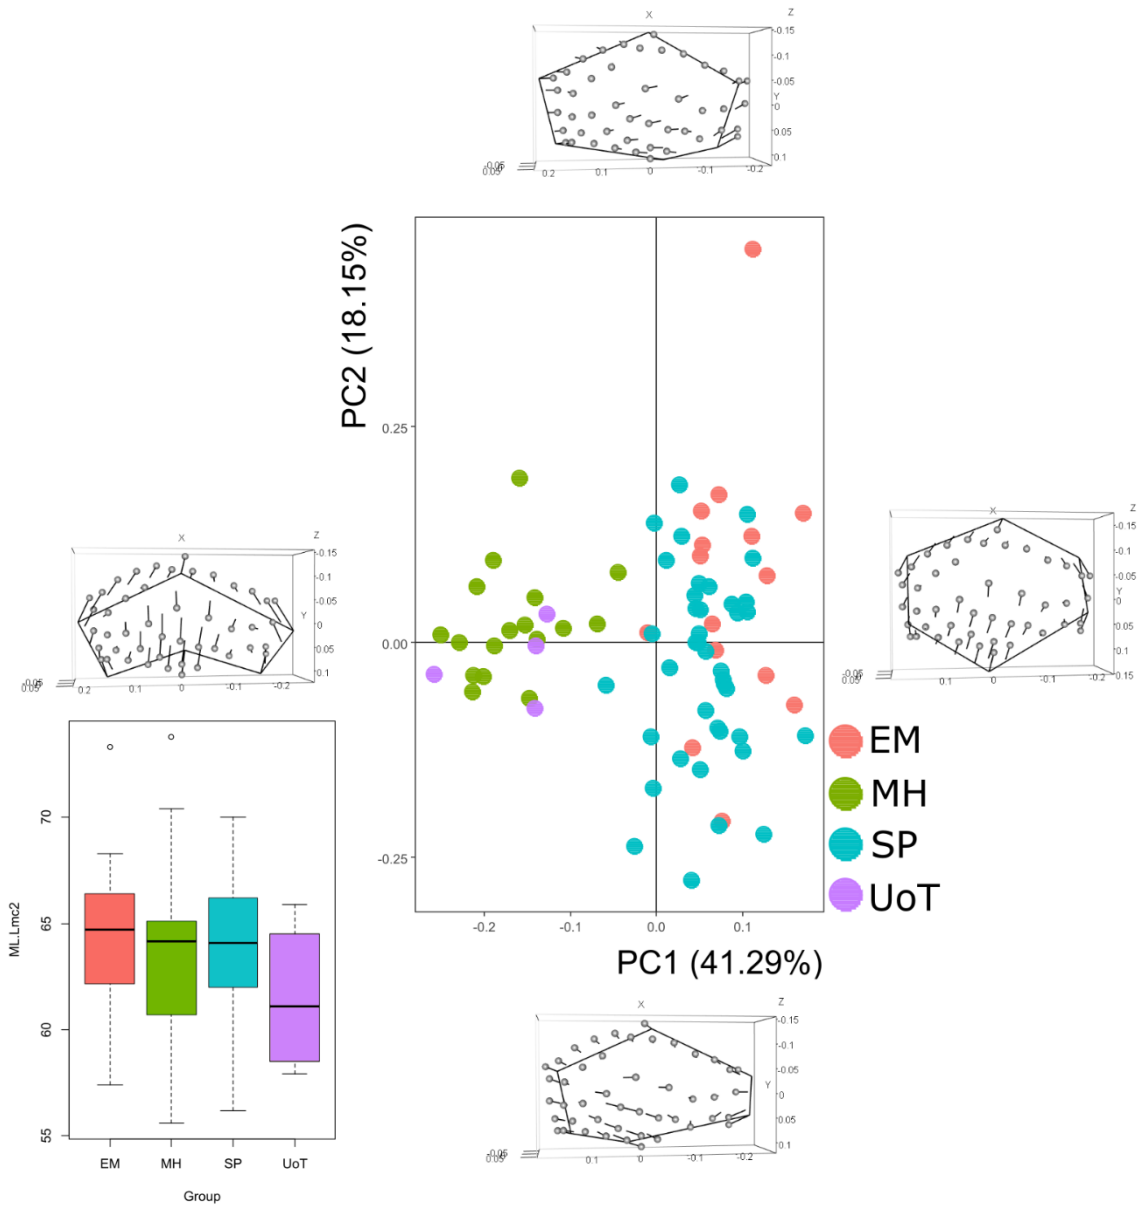 X Z
-0.15
-0.1
-0.05
Y
0
0.05
0.1
0.2 0.1 0 -0.1 -0.2
PC2 (18.15%)
0.25
0.00
-0.25
-0.2 -0.1 0.0 0.1
PC1 (41.29%)
X Z
-0.15
-0.1
-0.05
0
Y
0.05
0.1
0.2 0.1 0 -0.1 -0.2
X Z
-0.15
-0.1
-0.05
0
Y
0.05
0.1
0.15
0.1 0 -0.1 -0.2
EM
MH
SP
UoT
ML.Lmc2
70
65
60
55
EM MH SP UoT
Group
X Z
-0.15
-0.1
-0.05
Y
0
0.05
0.1
0.1 0 -0.1 -0.2